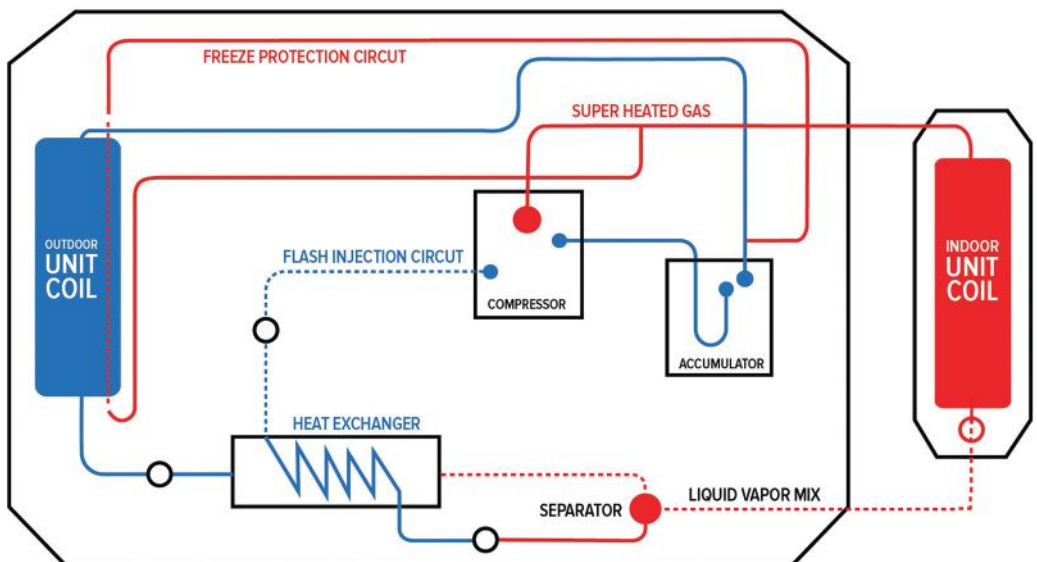 FREEZE PROTECTION CIRCUT
SUPER HEATED GAS
OUTDOOR
UNIT
COIL
FLASH INJECTION CIRCUT
COMPRESSOR
ACCUMULATOR
INDOOR
UNIT
COIL
HEAT EXCHANGER
SEPARATOR
LIQUID VAPOR MIX